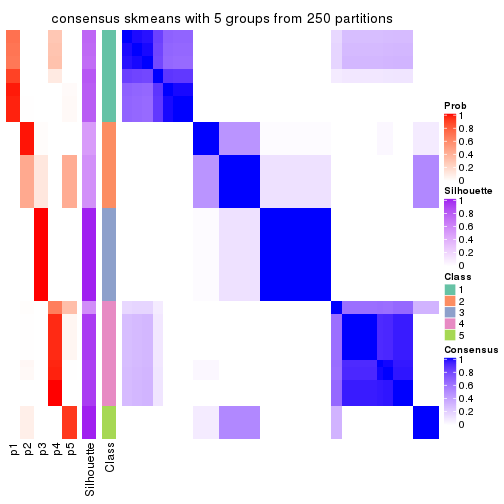 consensus skmeans with 5 groups from 250 partitions
Prob
1
0.8
0.6
0.4
0.2
0
Silhouette
1
0.8
0.6
0.4
0.2
0
Class
1
2
3
4
5
Consensus
1
0.8
0.6
0.4
0.2
0
p1
p2
p3
p4
p5
Silhouette
Class